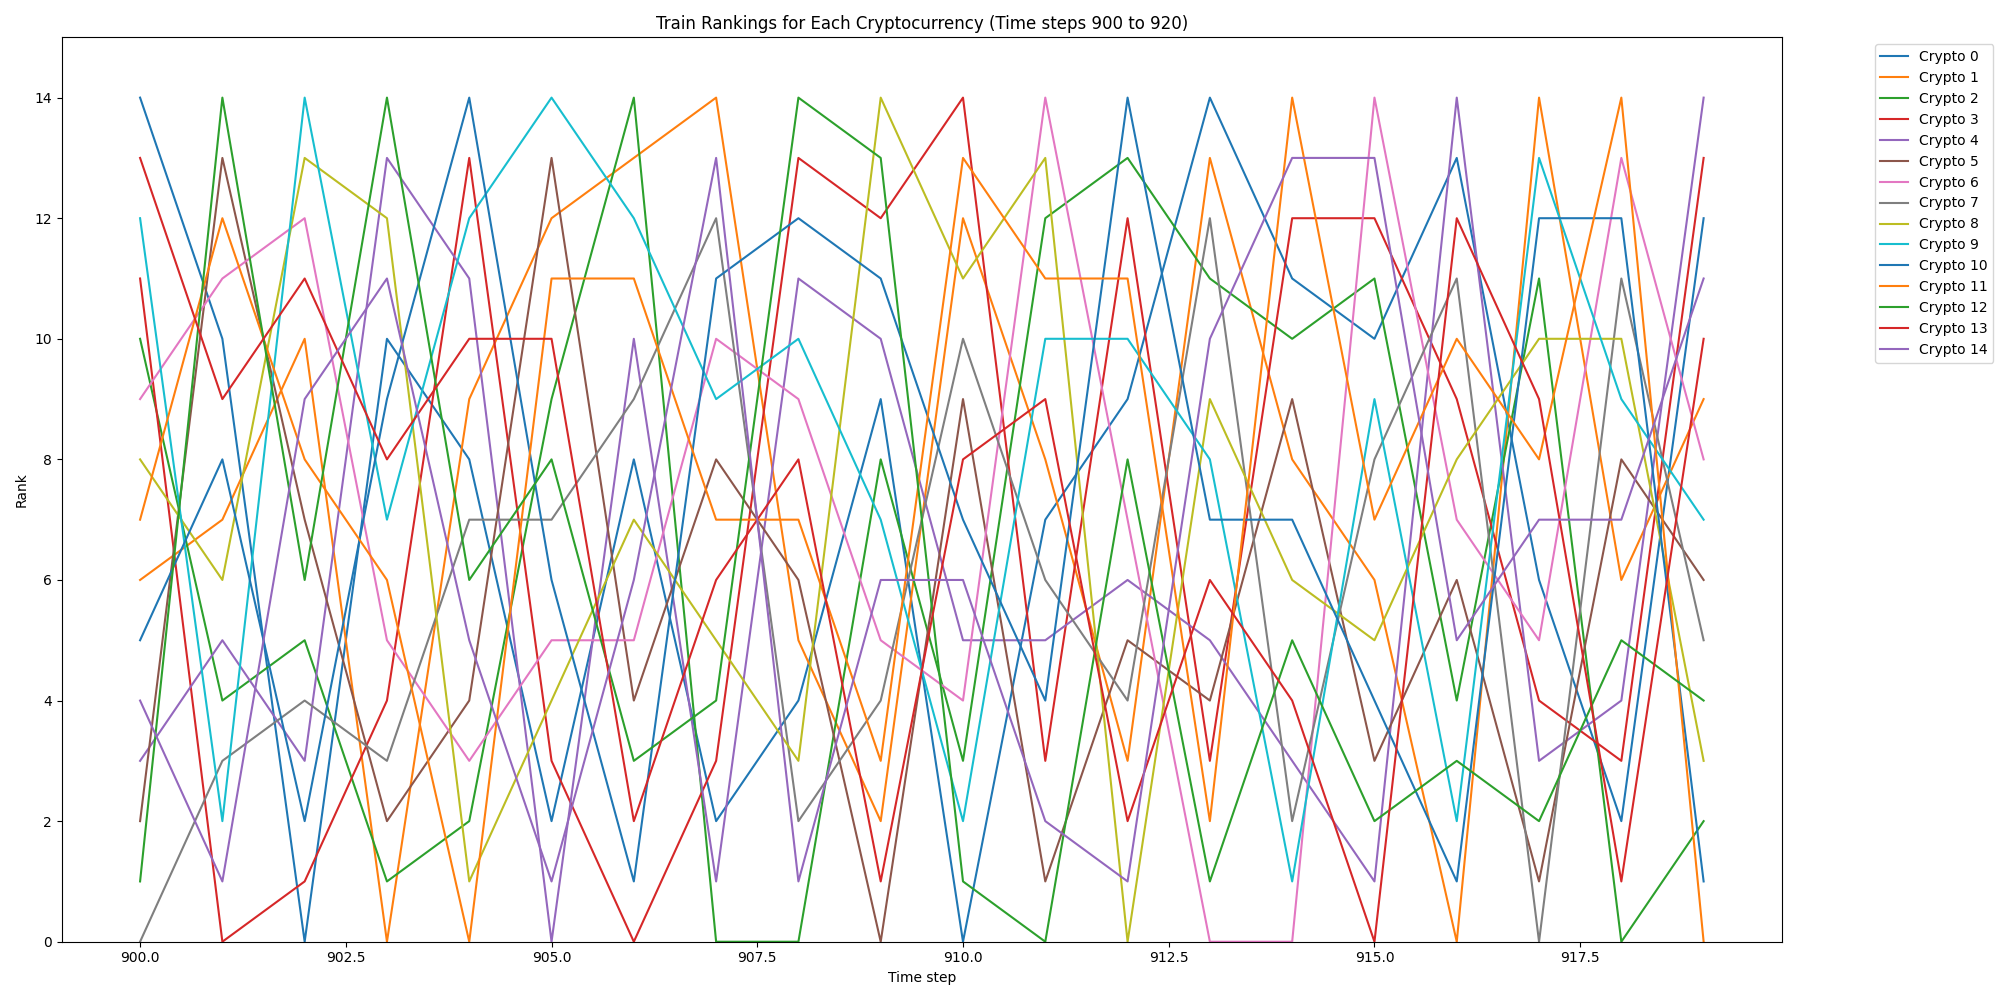 Train Rankings for Each Cryptocurrency (Time steps 900 to 920)
Rank
14
12
10
8
6
4
2
0
900.0 902.5 905.0 907.5 910.0 912.5 915.0 917.5
Time step
Crypto 0
Crypto 1
Crypto 2
Crypto 3
Crypto 4
Crypto 5
Crypto 6
Crypto 7
Crypto 8
Crypto 9
Crypto 10
Crypto 11
Crypto 12
Crypto 13
Crypto 14